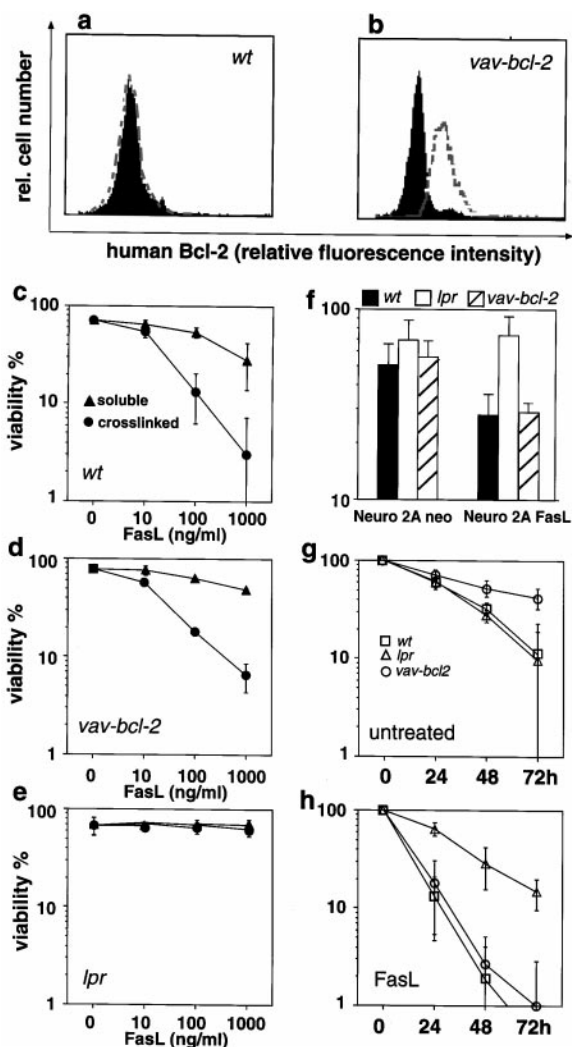 a
wt
b
vav-bcl-2
rel. cell number
human Bcl-2 (relative fluorescence intensity)
c
100
10
1
viability %
soluble
crosslinked
wt
0 10 100 1000
FasL (ng/ml)
d
100
10
1
viability %
vav-bcl-2
0 10 100 1000
FasL (ng/ml)
e
100
10
1
viability %
lpr
0 10 100 1000
FasL (ng/ml)
f
wt lpr vav-bcl-2
100
10
Neuro 2A neo Neuro 2A FasL
g
100
10
1
wt
lpr
vav-bcl2
untreated
0 24 48 72h
h
100
10
1
FasL
0 24 48 72h